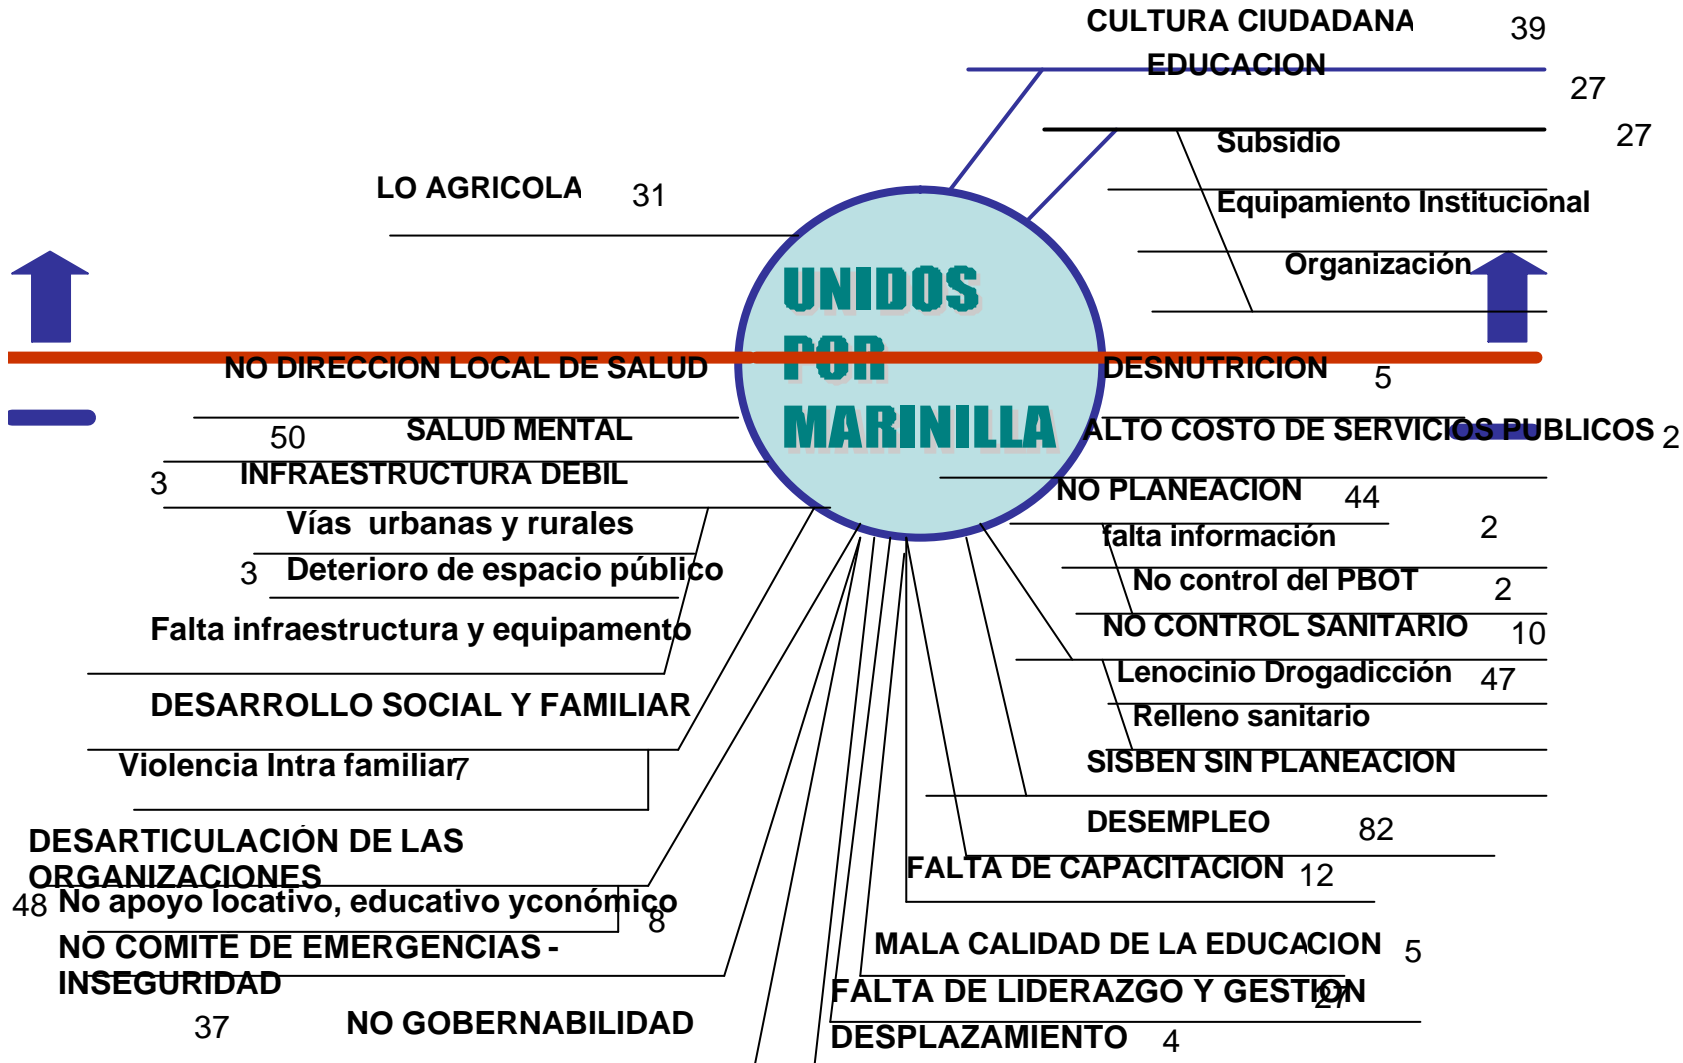 CULTURA CIUDADANA 39
EDUCACION 27
Subsidio 27
LO AGRICOLA 31
Equipamiento Institucional
Organización
UNIDOS
POR
MARINILLA
NO DIRECCION LOCAL DE SALUD
50 SALUD MENTAL
3 INFRAESTRUCTURA DEBIL
Vías urbanas y rurales
3 Deterioro de espacio público
Falta infraestructura y equipamento
DESARROLLO SOCIAL Y FAMILIAR
Violencia Intra familiar 7
DESARTICULACIÓN DE LAS
ORGANIZACIONES
48 No apoyo locativo, educativo yconómico 8
NO COMITE DE EMERGENCIAS -
INSEGURIDAD
37 NO GOBERNABILIDAD
DESNUTRICION 5
ALTO COSTO DE SERVICIOS PUBLICOS 2
NO PLANEACION 44
falta información 2
No control del PBOT 2
NO CONTROL SANITARIO 10
Lenocinio Drogadicción 47
Relleno sanitario
SISBEN SIN PLANEACION
DESEMPLEO 82
FALTA DE CAPACITACION 12
MALA CALIDAD DE LA EDUCACION 5
FALTA DE LIDERAZGO Y GESTION 27
DESPLAZAMIENTO 4